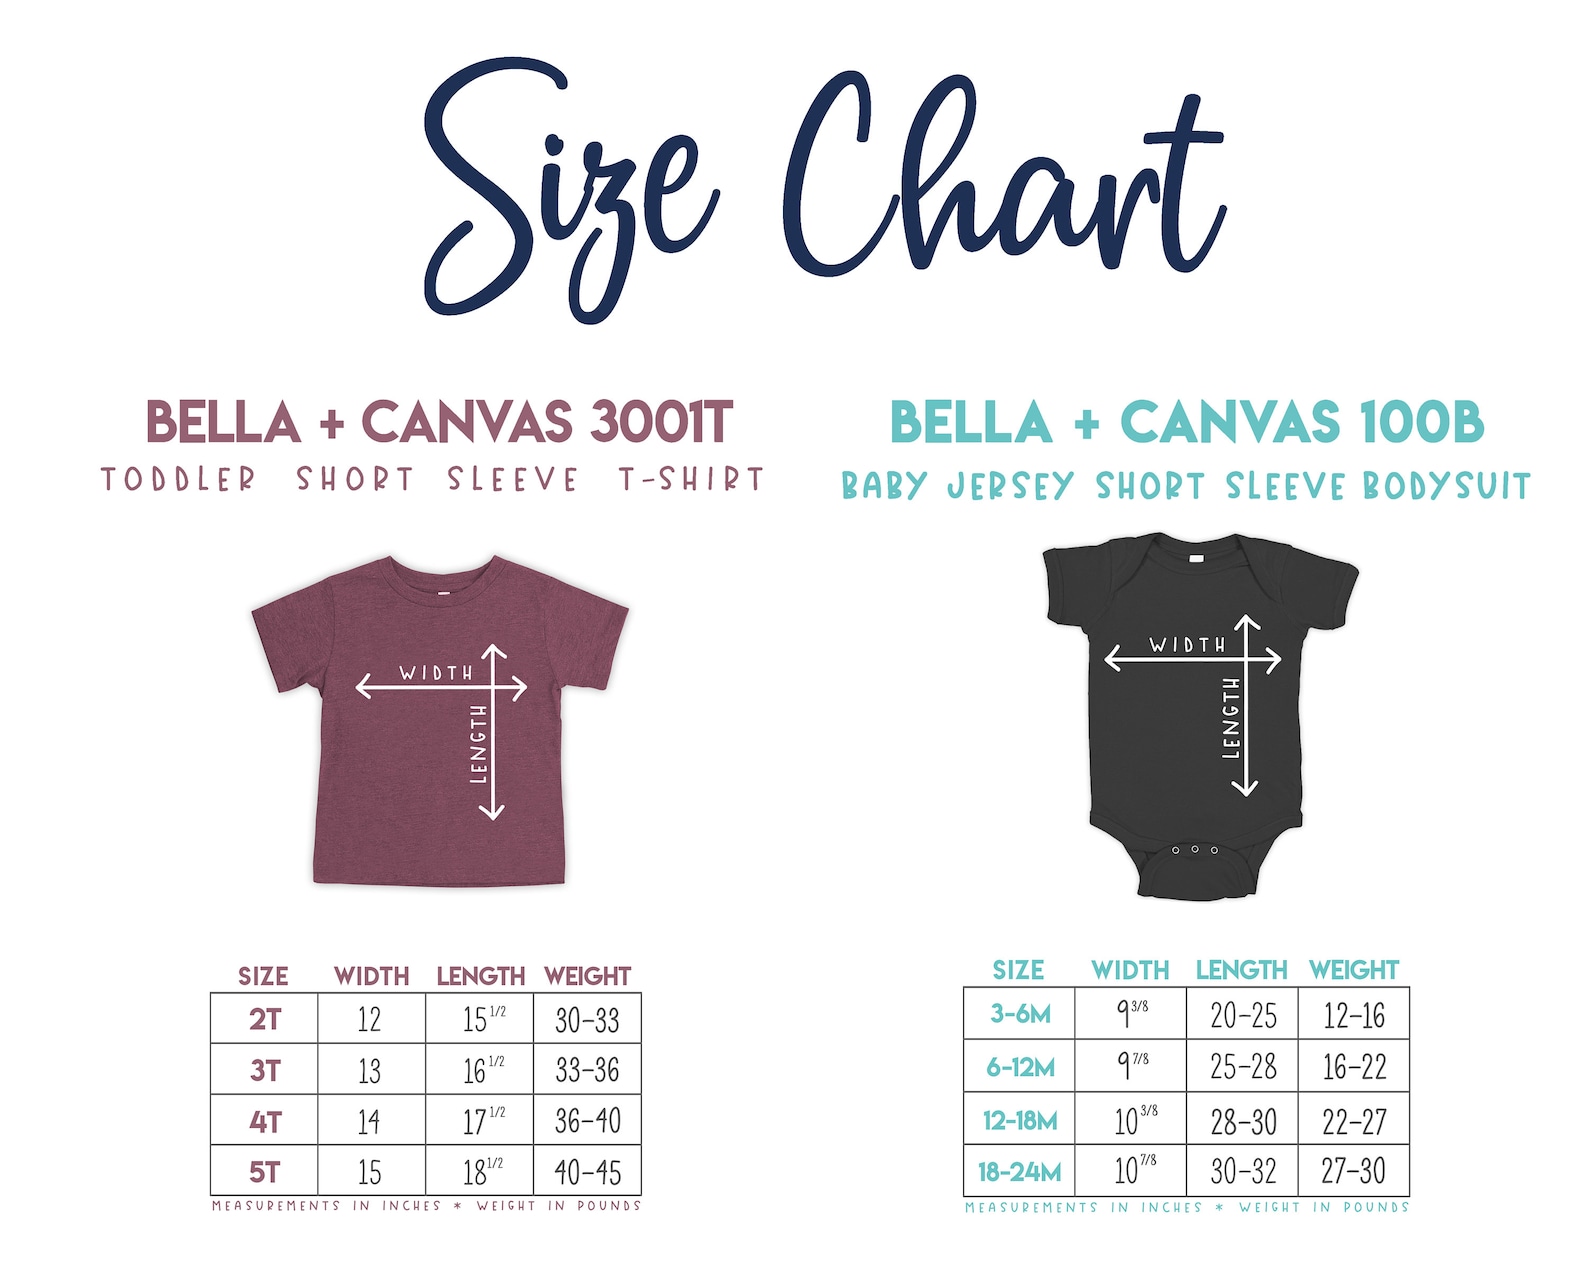 Size Chart
BELLA + CANVAS 3001T
TODDLER SHORT SLEEVE T-SHIRT
WIDTH
LENGTH
SIZE WIDTH LENGTH WEIGHT
2T 12 15 1/2 30-33
3T 13 16 1/2 33-36
4T 14 17 1/2 36-40
5T 15 18 1/2 40-45
MEASUREMENTS IN INCHES * WEIGHT IN POUNDS
BELLA + CANVAS 100B
BABY JERSEY SHORT SLEEVE BODYSUIT
WIDTH
LENGTH
SIZE WIDTH LENGTH WEIGHT
3-6M 9 3/8 20-25 12-16
6-12M 9 7/8 25-28 16-22
12-18M 10 3/8 28-30 22-27
18-24M 10 7/8 30-32 27-30
MEASUREMENTS IN INCHES * WEIGHT IN POUNDS